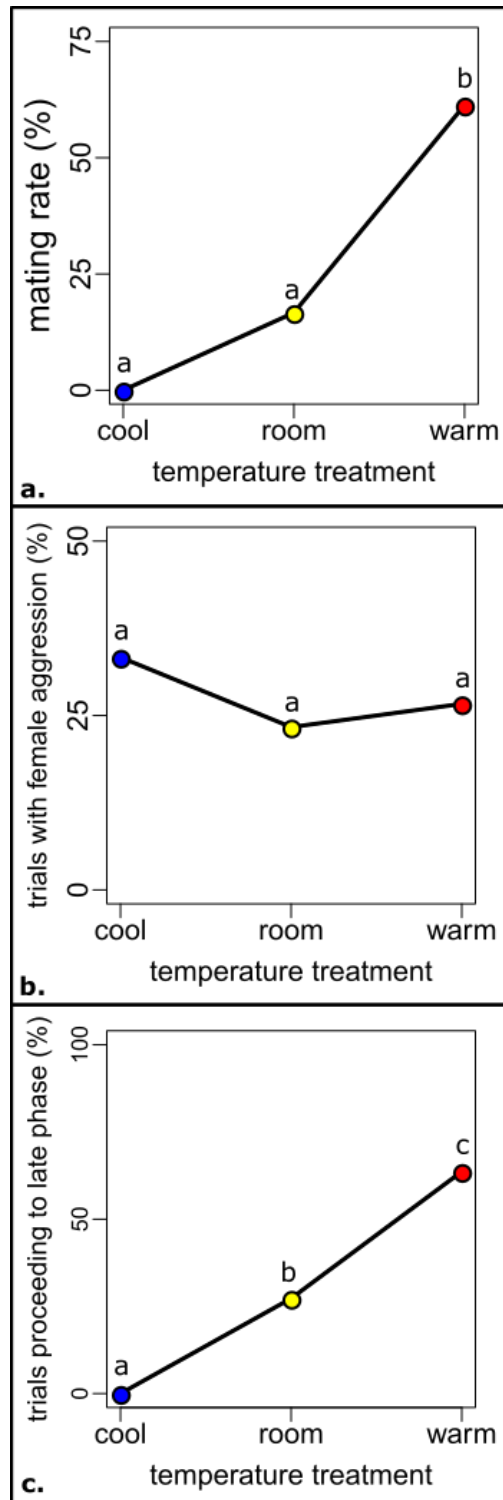 75
50
25
0
mating rate (%)
a
a
b
cool room warm
temperature treatment
a.
50
25
0
trials with female aggression (%)
a
a
a
cool room warm
temperature treatment
b.
100
50
0
trials proceeding to late phase (%)
a
b
c
cool room warm
temperature treatment
c.